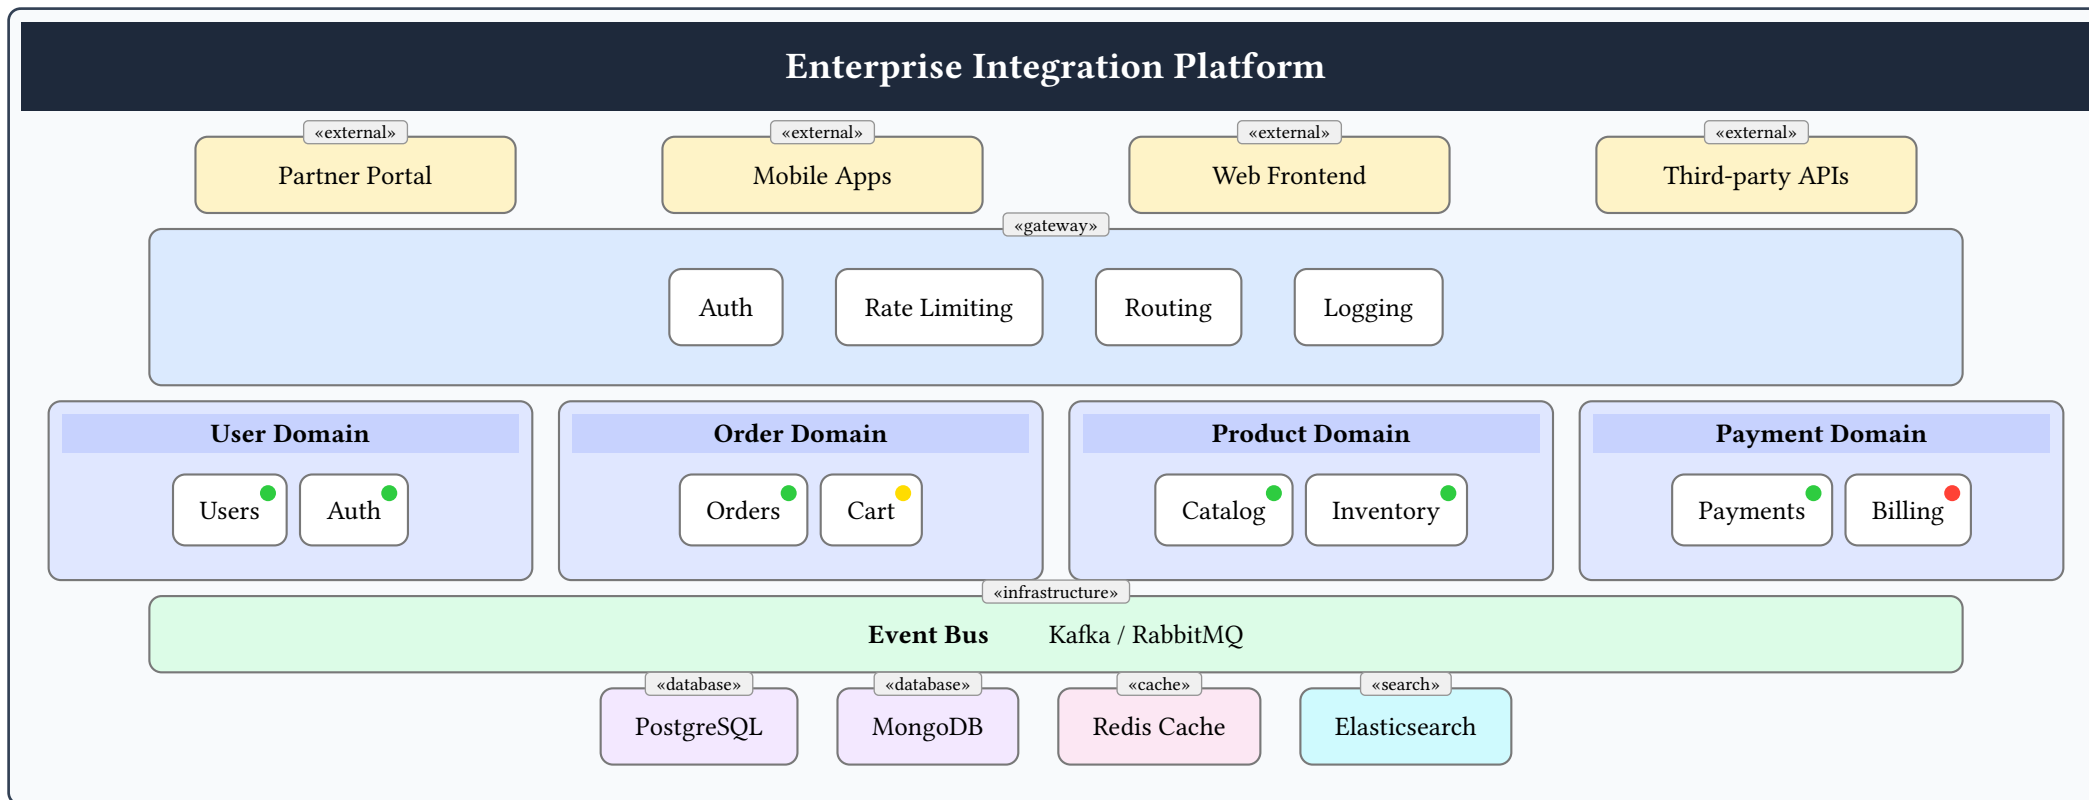 Enterprise Integration Platform
«external» «external» «external» «external»
Partner Portal Mobile Apps Web Frontend Third-party APIs
«gateway»
Auth Rate Limiting Routing Logging
User Domain Order Domain Product Domain Payment Domain
Users Auth Orders Cart Catalog Inventory Payments Billing
«infrastructure»
Event Bus Kafka / RabbitMQ
«database» «database» «cache» «search»
PostgreSQL MongoDB Redis Cache Elasticsearch